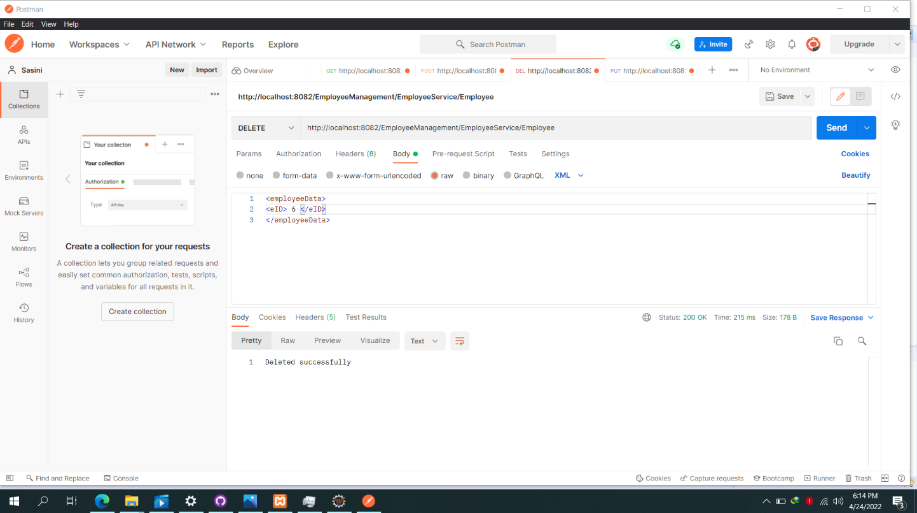 Postman
File Edit View Help
Home Workspaces API Network Reports Explore Search Postman Invite Upgrade
Sasini New Import Overview GET http://localhost:808 POST http://localhost:80 DEL http://localhost:808 PUT http://localhost:808 No Environment
http://localhost:8082/EmployeeManagement/EmployeeService/Employee Save
DELETE http://localhost:8082/EmployeeManagement/EmployeeService/Employee Send
Params Authorization Headers (8) Body Pre-request Script Tests Settings Cookies
none form-data x-www-form-urlencoded raw binary GraphQL XML Beautify
1 <employeeData>
2 <eID> 6 </eID>
3 </employeeData>
Collections
APIs
Environments
Mock Servers
Monitors
Flows
History
Your collection
Your collection
Authorization
Type API Key
Create a collection for your requests
A collection lets you group related requests and
easily set common authorization, tests, scripts,
and variables for all requests in it.
Create collection
Body Cookies Headers (5) Test Results Status: 200 OK Time: 215 ms Size: 178 B Save Response
Pretty Raw Preview Visualize Text
1 Deleted successfully
Find and Replace Console Cookies Capture requests Bootcamp Runner Trash
6:14 PM
4/24/2022
3